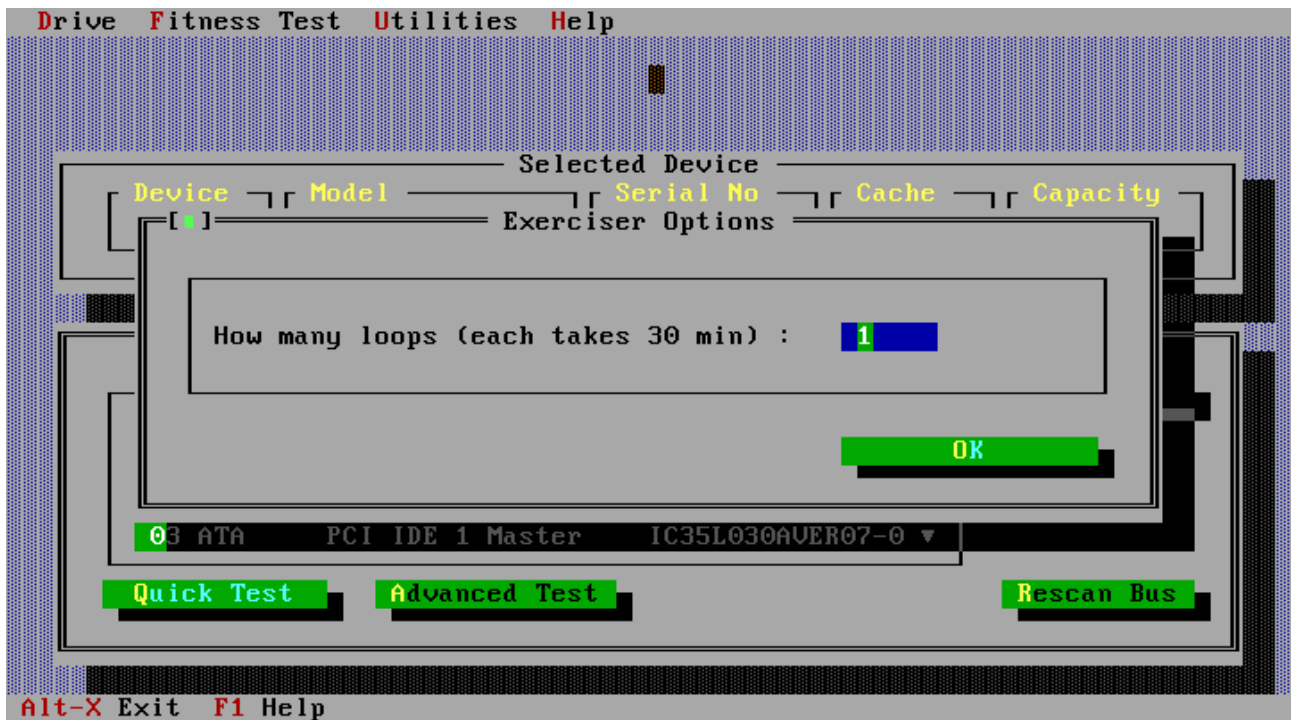 Drive Fitness Test Utilities Help
Selected Device
Device Model Serial No Cache Capacity
[■] Exerciser Options
How many loops (each takes 30 min) : 1
OK
03 ATA PCI IDE 1 Master IC35L030AVER07-0 ▼
Quick Test Advanced Test Rescan Bus
Alt-X Exit F1 Help